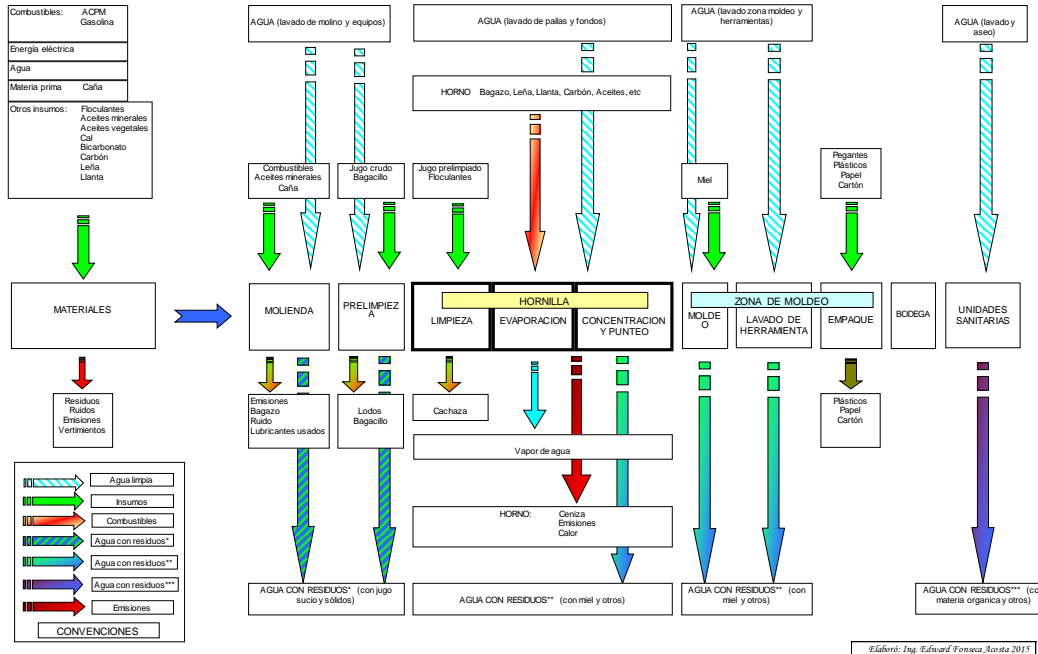 Combustibles: ACPM
Gasolina
Energía eléctrica
Agua
Materia prima Caña
Otros insumos: Floculantes
Aceites minerales
Aceites vegetales
Cal
Bicarbonato
Carbón
Leña
Llanta
AGUA (lavado de molino y equipos)
AGUA (lavado de pailas y fondos)
AGUA (lavado zona moldeo y
herramientas)
AGUA (lavado y
aseo)
HORNO Bagazo, Leña, Llanta, Carbón, Aceites, etc
Combustibles
Aceites minerales
Caña
Jugo crudo
Bagacillo
Jugo prelimpiado
Floculantes
Miel
Pegantes
Plásticos
Papel
Cartón
MATERIALES
MOLIENDA
PRELIMPIEZ
A
HORNILLA
LIMPIEZA
EVAPORACION
CONCENTRACION
Y PUNTEO
ZONA DE MOLDEO
MOLDE
O
LAVADO DE
HERRAMIENTA
EMPAQUE
BODEGA
UNIDADES
SANITARIAS
Residuos
Ruidos
Emisiones
Vertimientos
Emisiones
Bagazo
Ruido
Lubricantes usados
Lodos
Bagacillo
Cachaza
Plásticos
Papel
Cartón
Vapor de agua
HORNO: Ceniza
Emisiones
Calor
Agua limpia
Insumos
Combustibles
Agua con residuos*
Agua con residuos**
Agua con residuos***
Emisiones
CONVENCIONES
AGUA CON RESIDUOS* (con jugo
sucio y sólidos)
AGUA CON RESIDUOS** (con miel y otros)
AGUA CON RESIDUOS** (con
miel y otros)
AGUA CON RESIDUOS*** (co
materia organica y otros)
Elaboró: Ing. Edward Fonseca Acosta 2015